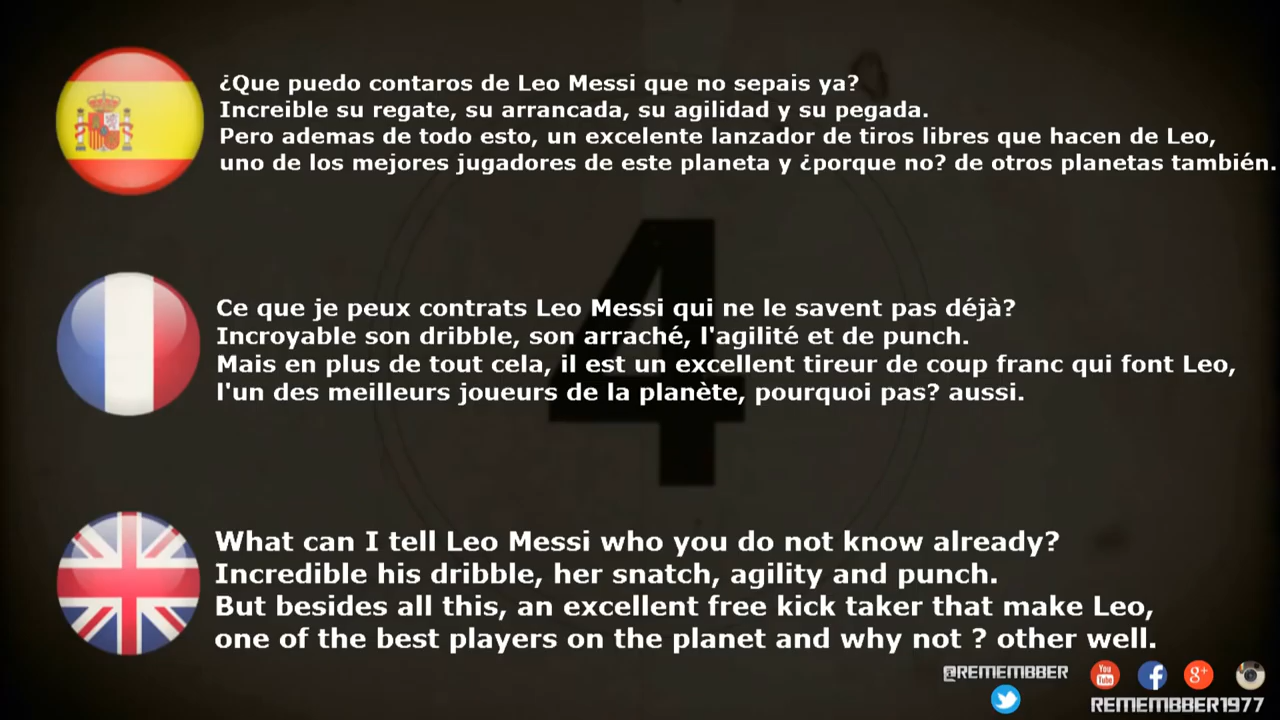 ¿Que puedo contaros de Leo Messi que no sepais ya?
Increible su regate, su arrancada, su agilidad y su pegada.
Pero ademas de todo esto, un excelente lanzador de tiros libres que hacen de Leo,
uno de los mejores jugadores de este planeta y ¿porque no? de otros planetas también.
4
Ce que je peux contrats Leo Messi qui ne le savent pas déjà?
Incroyable son dribble, son arraché, l'agilité et de punch.
Mais en plus de tout cela, il est un excellent tireur de coup franc qui font Leo,
l'un des meilleurs joueurs de la planète, pourquoi pas? aussi.
What can I tell Leo Messi who you do not know already?
Incredible his dribble, her snatch, agility and punch.
But besides all this, an excellent free kick taker that make Leo,
one of the best players on the planet and why not ? other well.
@REMEMBBER
You Tube
f
g+
REMEMBBER1977